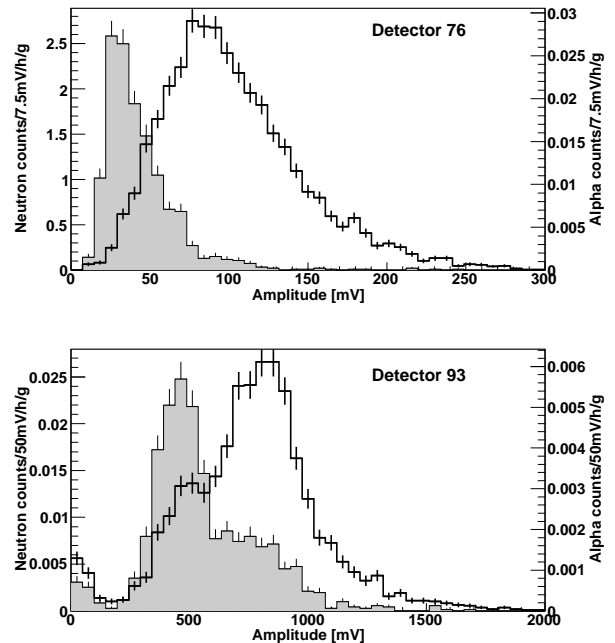 Detector 76
Neutron counts/7.5mV/h/g
2.5
2
1.5
1
0.5
0
0.03
0.025
0.02
0.015
0.01
0.005
0
Alpha counts/7.5mV/h/g
0 50 100 150 200 250 300
Amplitude [mV]
Detector 93
Neutron counts/50mV/h/g
0.025
0.02
0.015
0.01
0.005
0
0.006
0.005
0.004
0.003
0.002
0.001
0
Alpha counts/50mV/h/g
0 500 1000 1500 2000
Amplitude [mV]